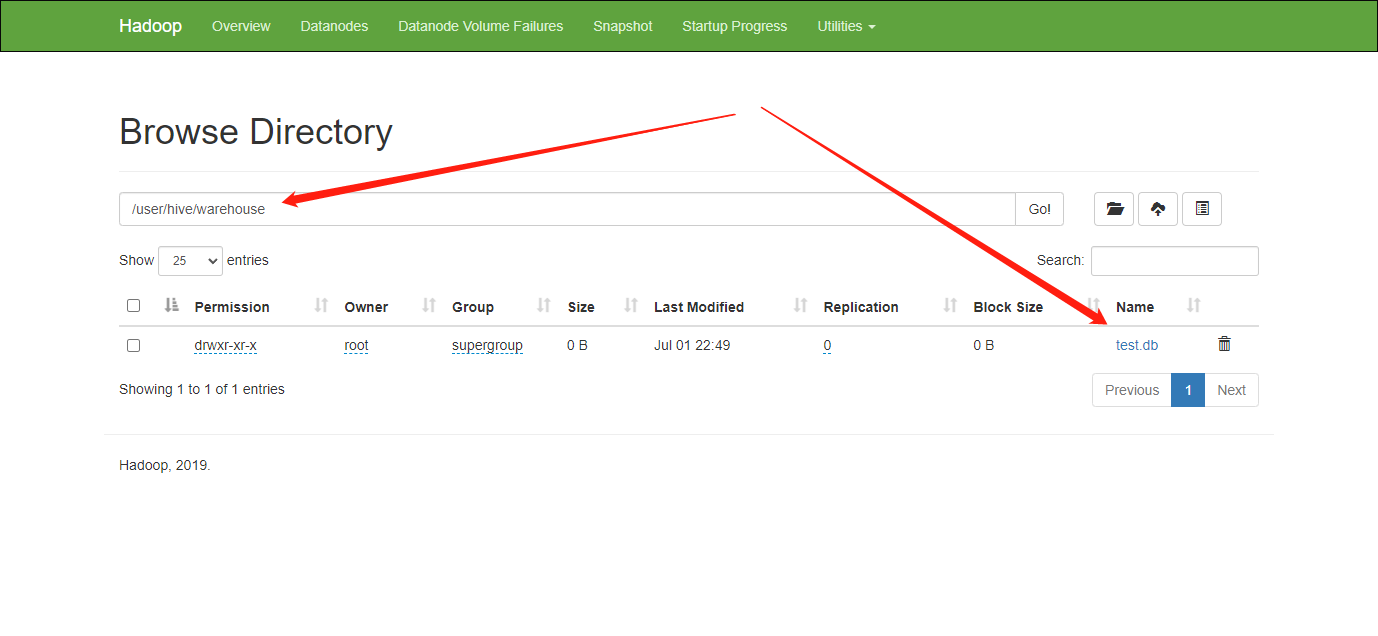 Hadoop Overview Datanodes Datanode Volume Failures Snapshot Startup Progress Utilities
Browse Directory
/user/hive/warehouse Go!
Show 25 entries Search:
Permission Owner Group Size Last Modified Replication Block Size Name
drwxr-xr-x root supergroup 0 B Jul 01 22:49 0 0 B test.db
Showing 1 to 1 of 1 entries Previous 1 Next
Hadoop, 2019.